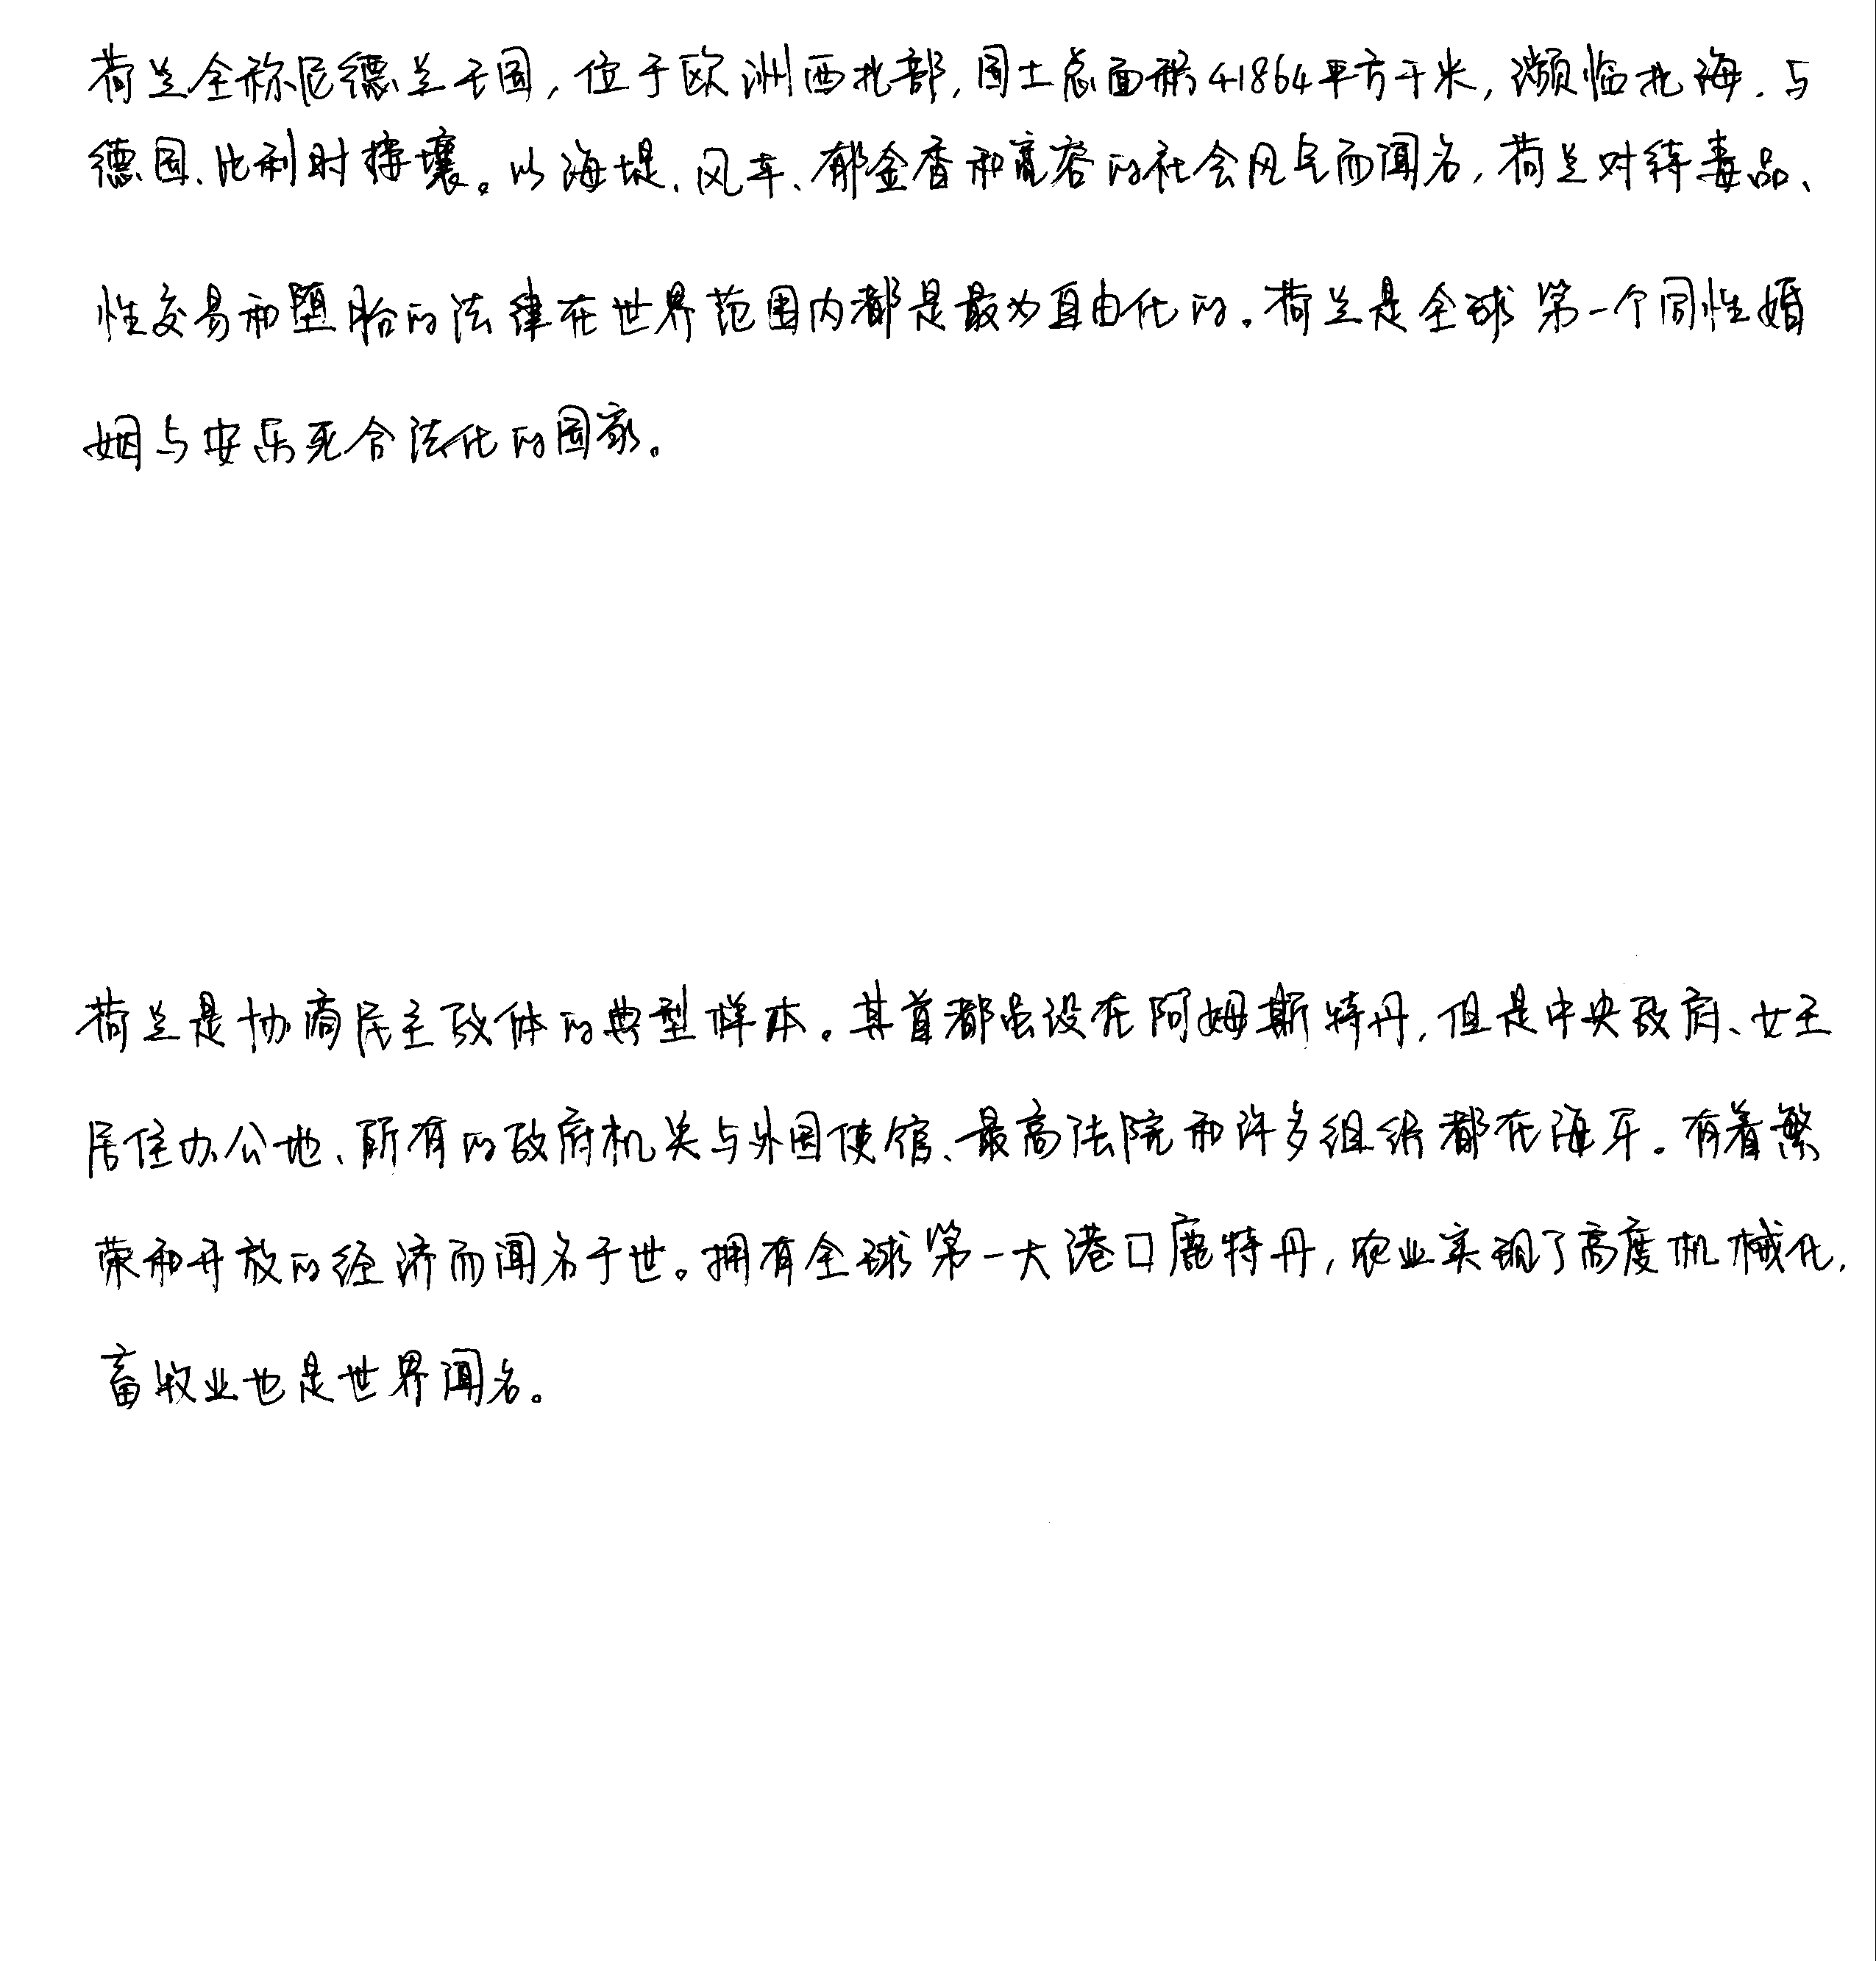 荷兰全称尼德兰王国,位于欧洲西北部,国土总面积41864平方千米,濒临北海,与
德国、比利时接壤。以海堤、风车、郁金香和宽容的社会风气而闻名,荷兰对待毒品、
性交易和堕胎的法律在世界范围内都是最为自由化的。荷兰是全球第一个同性婚
姻与安乐死合法化的国家。
荷兰是协商民主政体的典型样本。其首都虽设在阿姆斯特丹,但是中央政府、女王
居住办公地、所有的政府机关与外国使馆、最高法院和许多组织都在海牙。有着繁
荣和开放的经济而闻名于世。拥有全球第一大港口鹿特丹,农业实现了高度机械化,
畜牧业也是世界闻名。